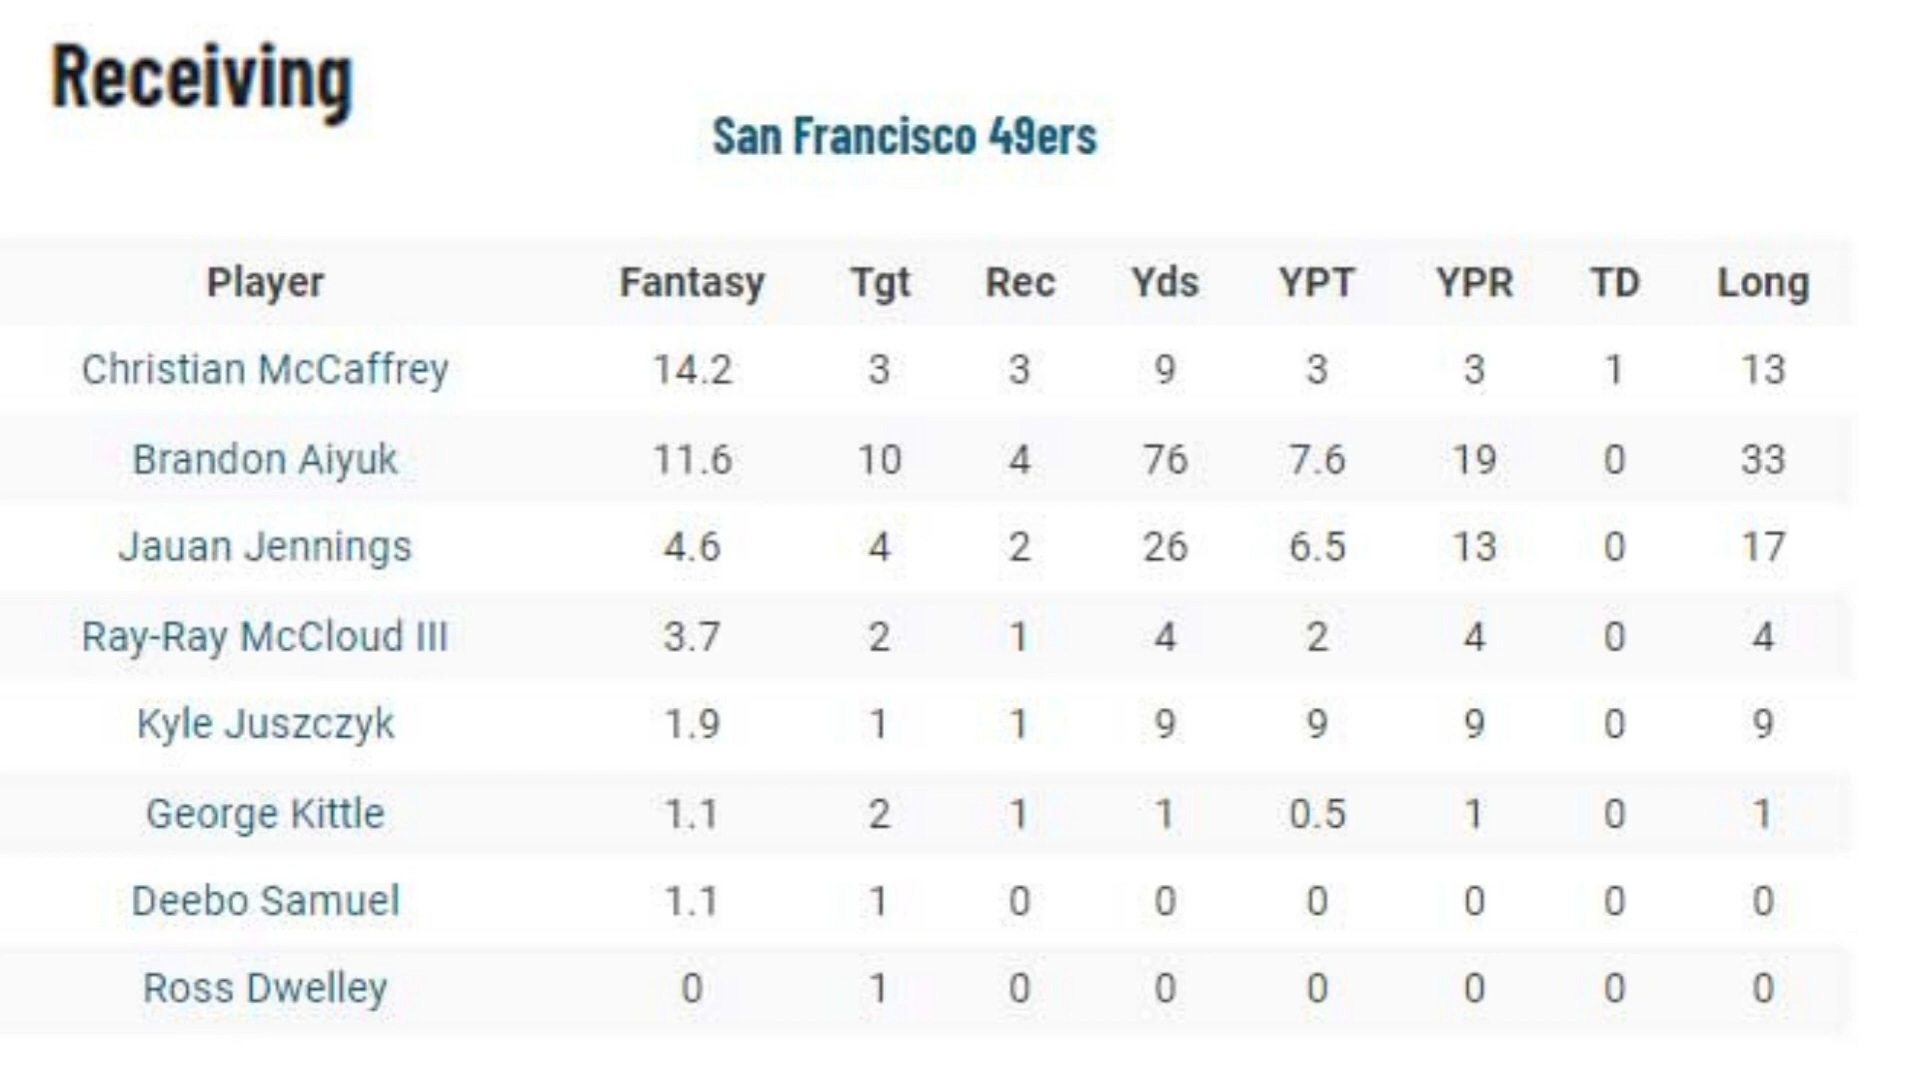 Receiving
San Francisco 49ers
Player Fantasy Tgt Rec Yds YPT YPR TD Long
Christian McCaffrey 14.2 3 3 9 3 3 1 13
Brandon Aiyuk 11.6 10 4 76 7.6 19 0 33
Jauan Jennings 4.6 4 2 26 6.5 13 0 17
Ray-Ray McCloud III 3.7 2 1 4 2 4 0 4
Kyle Juszczyk 1.9 1 1 9 9 9 0 9
George Kittle 1.1 2 1 1 0.5 1 0 1
Deebo Samuel 1.1 1 0 0 0 0 0 0
Ross Dwelley 0 1 0 0 0 0 0 0